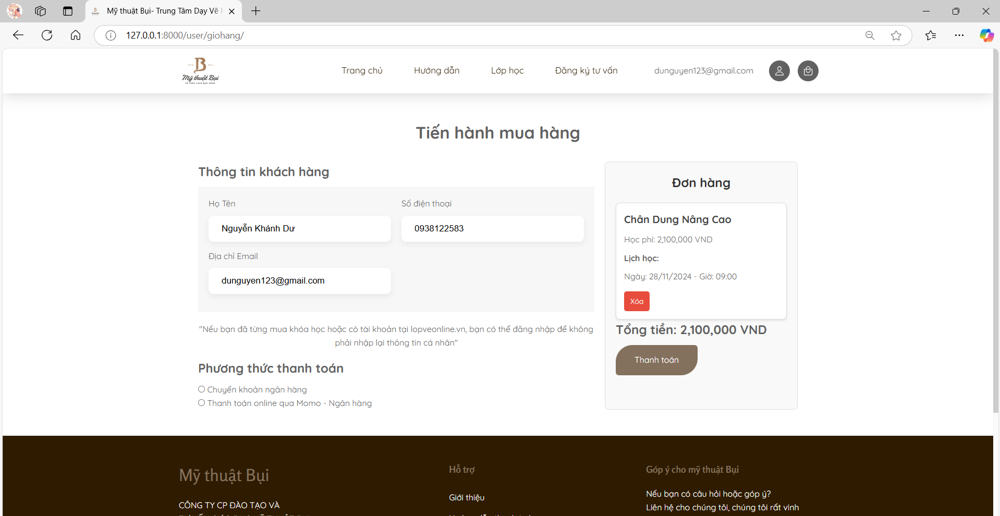 Mỹ thuật Bụi- Trung Tâm Dạy Vẽ
127.0.0.1:8000/user/giohang/
B
Mỹ thuật Bụi
VẼ THEO CÁCH BẠN SỐNG
Trang chủ
Hướng dẫn
Lớp học
Đăng ký tư vấn
dunguyen123@gmail.com
Tiến hành mua hàng
Thông tin khách hàng
Họ Tên
Số điện thoại
Nguyễn Khánh Dư
0938122583
Địa chỉ Email
dunguyen123@gmail.com
"Nếu bạn đã từng mua khóa học hoặc có tài khoản tại lopveonline.vn, bạn có thể đăng nhập để không
phải nhập lại thông tin cá nhân"
Phương thức thanh toán
Chuyển khoản ngân hàng
Thanh toán online qua Momo - Ngân hàng
Đơn hàng
Chân Dung Nâng Cao
Học phí: 2,100,000 VND
Lịch học:
Ngày: 28/11/2024 - Giờ: 09:00
Xóa
Tổng tiền: 2,100,000 VND
Thanh toán
Mỹ thuật Bụi
CÔNG TY CP ĐÀO TẠO VÀ
Hỗ trợ
Giới thiệu
Góp ý cho mỹ thuật Bụi
Nếu bạn có câu hỏi hoặc góp ý?
Liên hệ cho chúng tôi, chúng tôi rất vinh